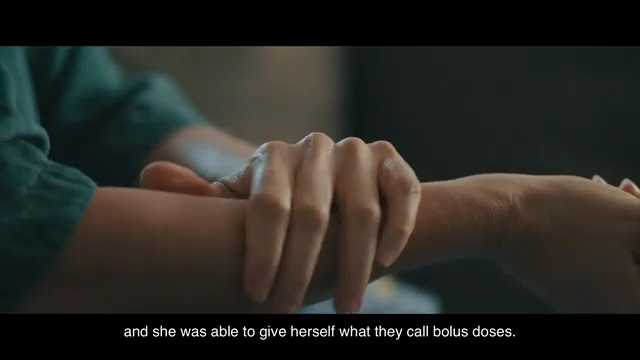 and she was able to give herself what they call bolus doses.